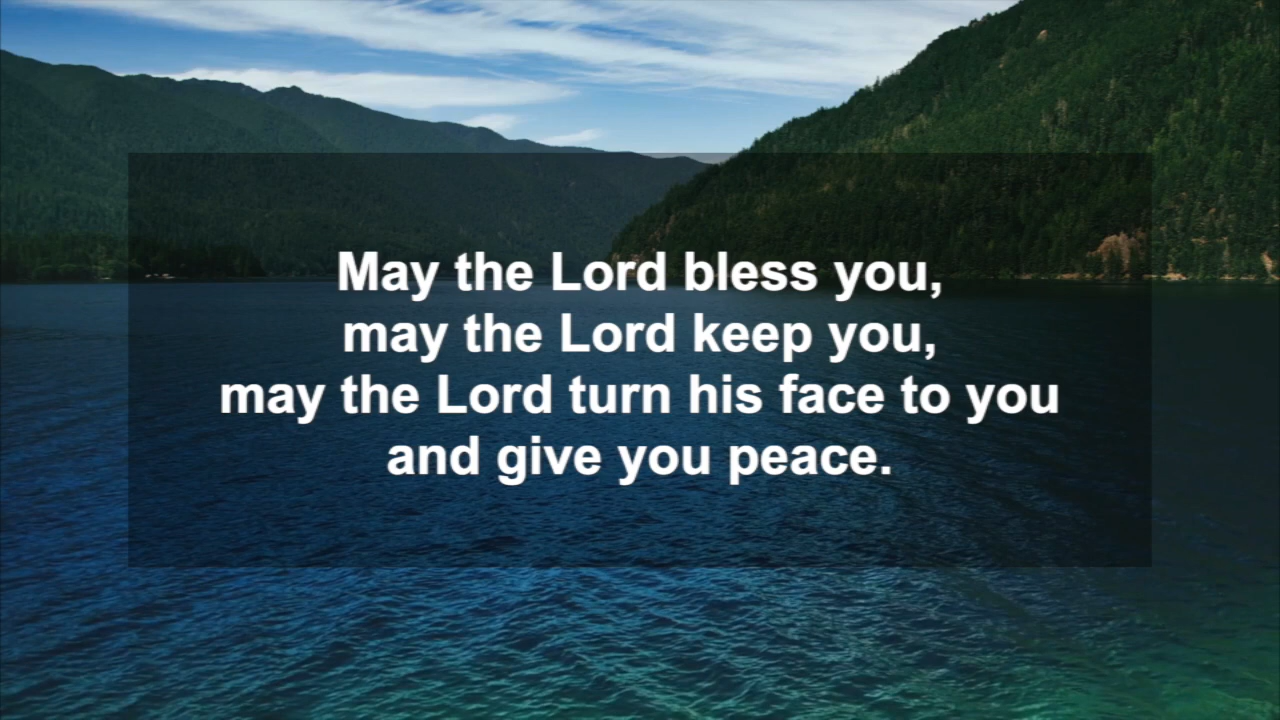 May the Lord bless you,
may the Lord keep you,
may the Lord turn his face to you
and give you peace.